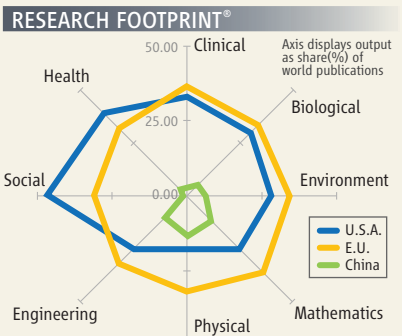 RESEARCH FOOTPRINT®
50.00
Clinical
Axis displays output
as share(%) of
world publications
Health
Biological
25.00
Social
0.00
Environment
U.S.A.
E.U.
China
Engineering
Mathematics
Physical